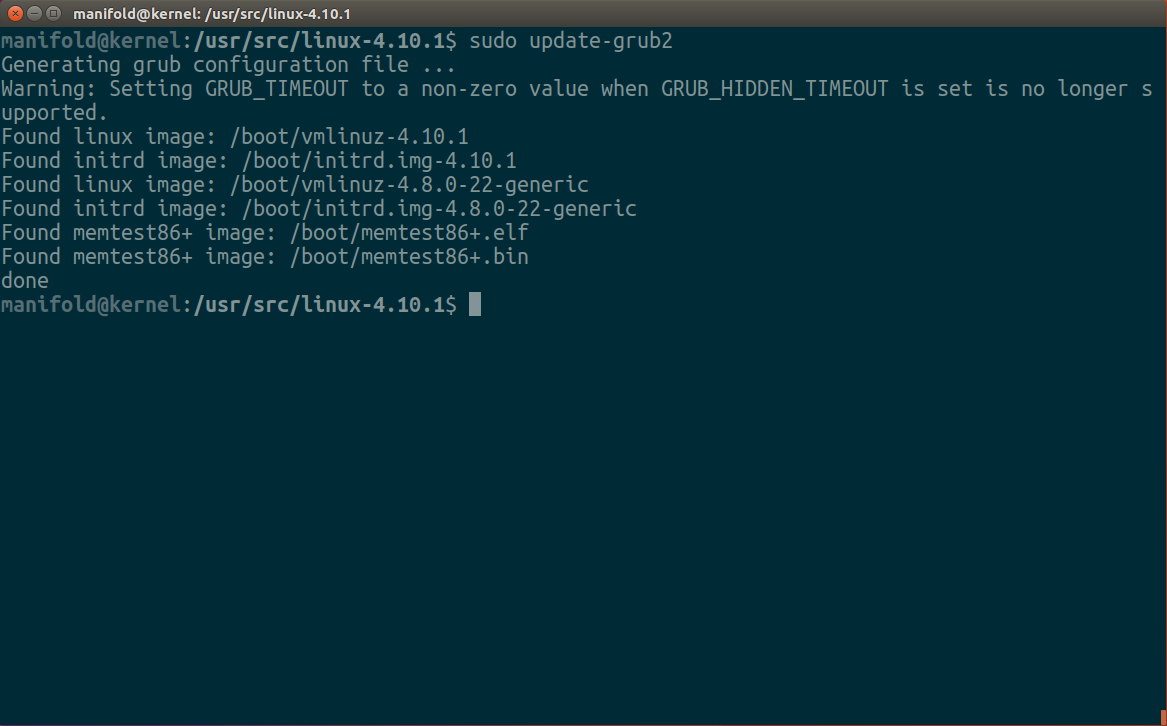 manifold@kernel: /usr/src/linux-4.10.1
manifold@kernel:/usr/src/linux-4.10.1$ sudo update-grub2
Generating grub configuration file ...
Warning: Setting GRUB_TIMEOUT to a non-zero value when GRUB_HIDDEN_TIMEOUT is set is no longer s
upported.
Found linux image: /boot/vmlinuz-4.10.1
Found initrd image: /boot/initrd.img-4.10.1
Found linux image: /boot/vmlinuz-4.8.0-22-generic
Found initrd image: /boot/initrd.img-4.8.0-22-generic
Found memtest86+ image: /boot/memtest86+.elf
Found memtest86+ image: /boot/memtest86+.bin
done
manifold@kernel:/usr/src/linux-4.10.1$